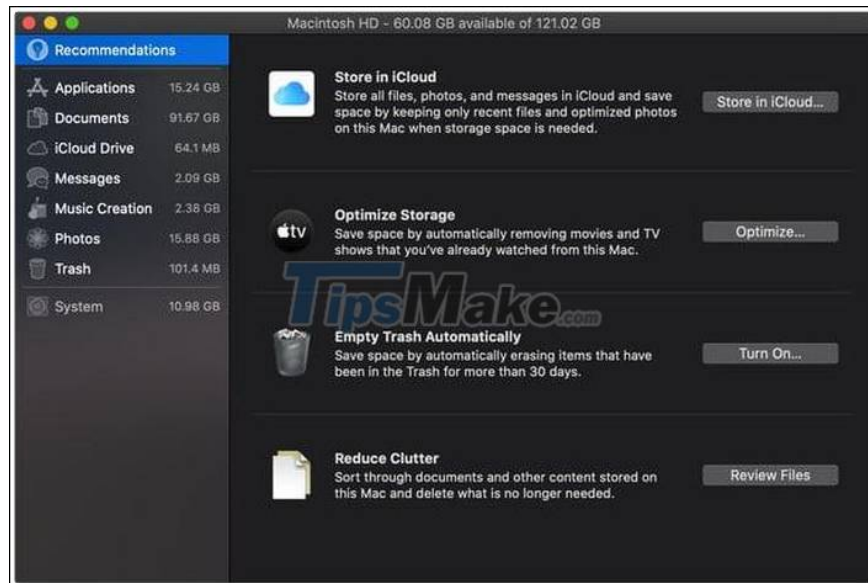 Macintosh HD - 60.08 GB available of 121.02 GB
Recommendations
Applications 15.24 GB
Documents 91.67 GB
iCloud Drive 64.1 MB
Messages 2.09 GB
Music Creation 2.38 GB
Photos 15.88 GB
Trash 101.4 MB
System 10.98 GB
Store in iCloud
Store all files, photos, and messages in iCloud and save
space by keeping only recent files and optimized photos
on this Mac when storage space is needed.
Store in iCloud...
tv
Optimize Storage
Save space by automatically removing movies and TV
shows that you've already watched from this Mac.
Optimize...
TipsMake.com
Empty Trash Automatically
Save space by automatically erasing items that have
been in the Trash for more than 30 days.
Turn On...
Reduce Clutter
Sort through documents and other content stored on
this Mac and delete what is no longer needed.
Review Files